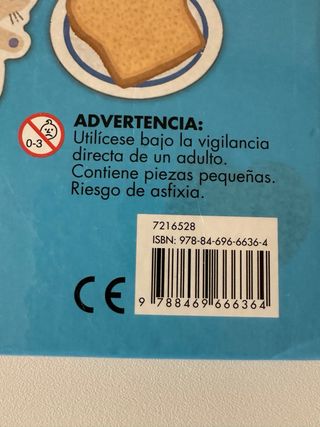 0-3
ADVERTENCIA:
Utilícese bajo la vigilancia
directa de un adulto.
Contiene piezas pequeñas.
Riesgo de asfixia.
7216528
ISBN: 978-84-696-6636-4
9 788469 666364
CE